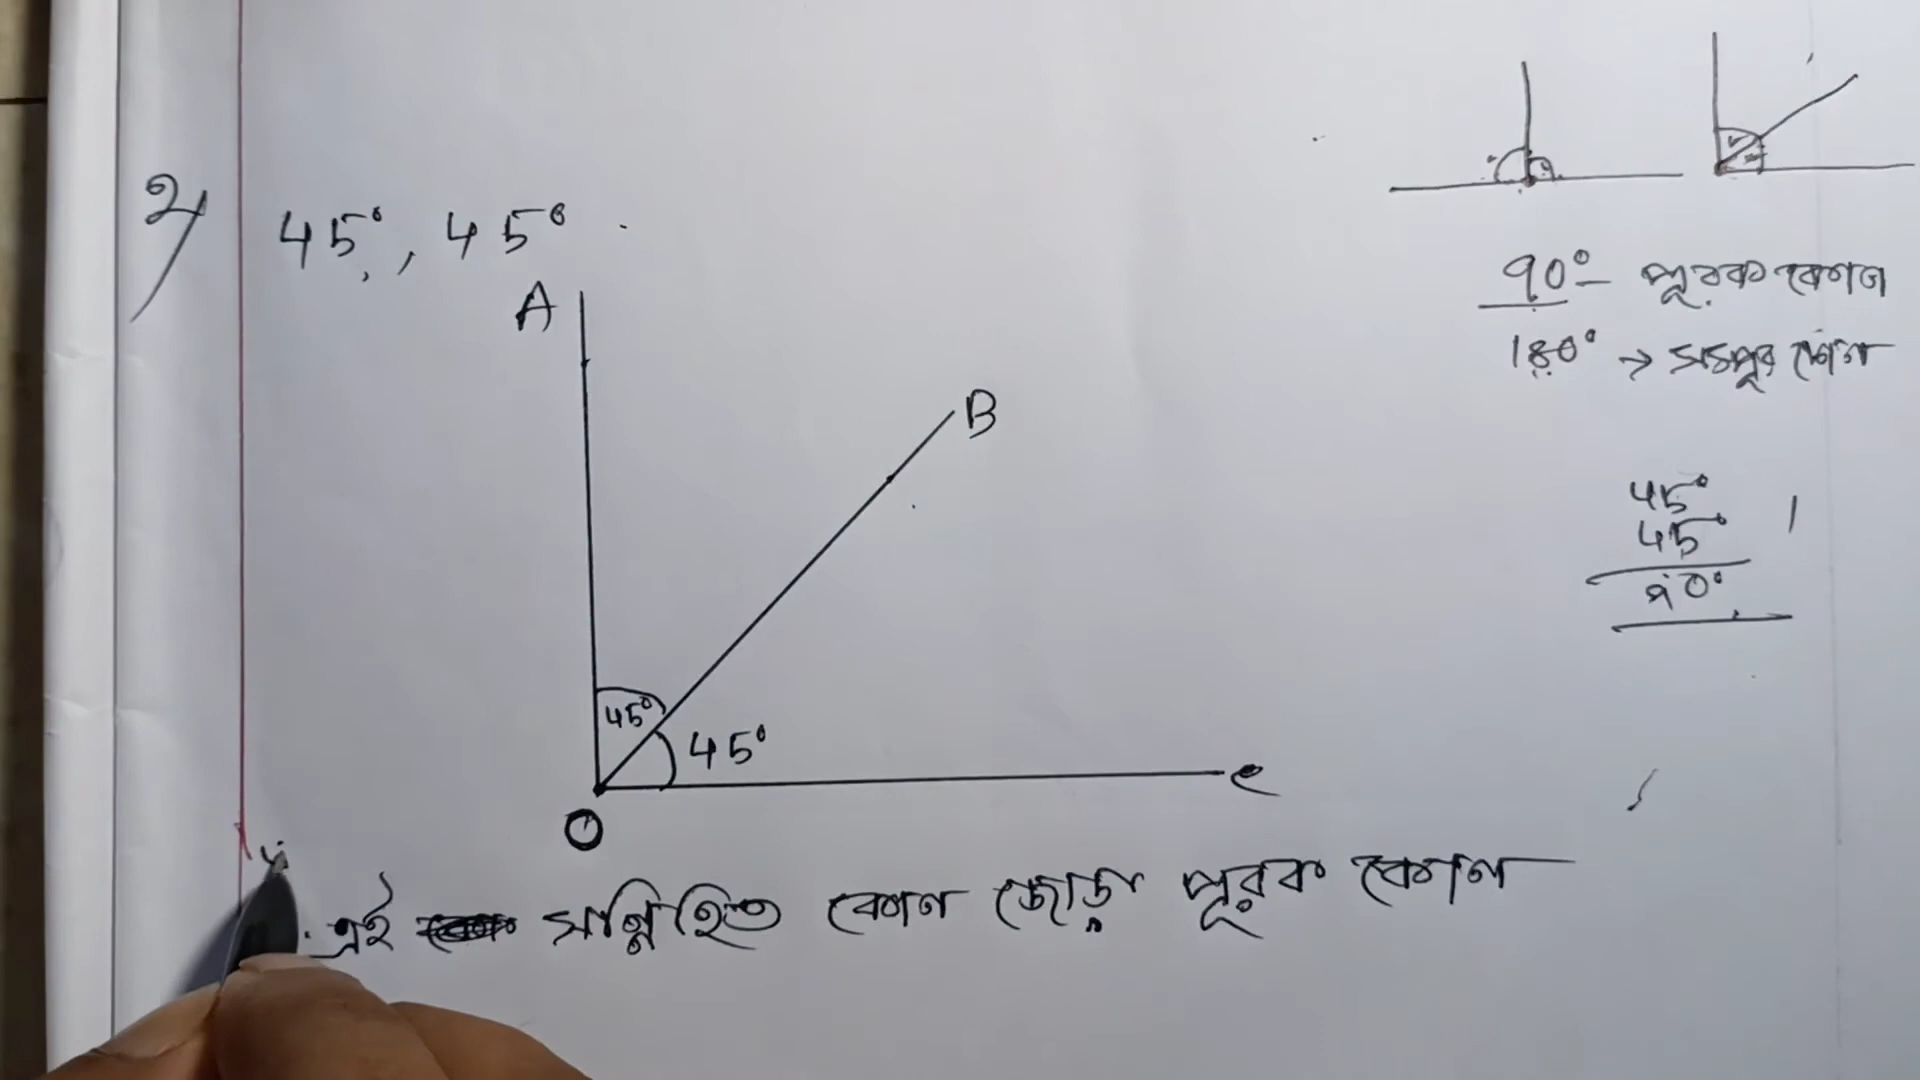 ২/ 45°, 45°
A
B
45°
45°
C
O
এই সন্নিহিত কোণ জোড়া পূরক কোণ
90° - পূরক কোণ
180° → সম্পূরক কোণ
45°
45°
90°